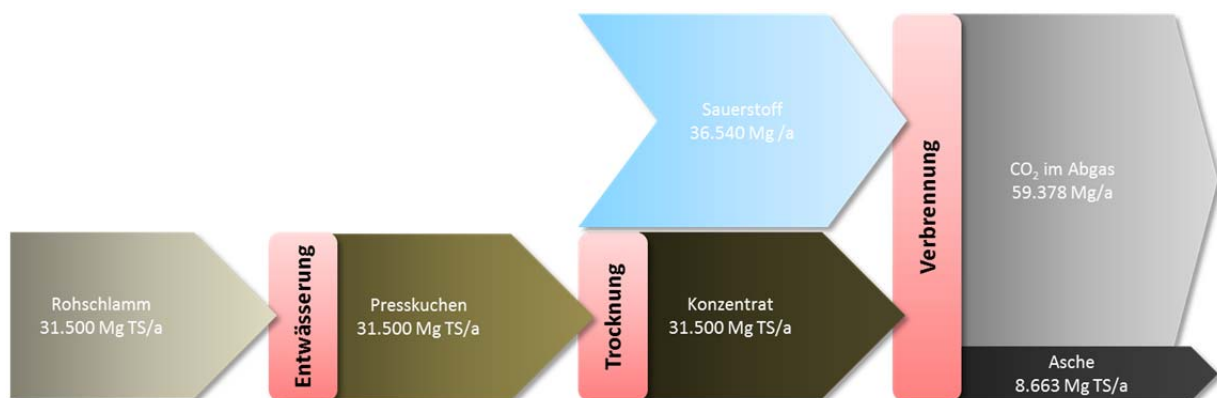 Rohschlamm
31.500 Mg TS/a
Entwässerung
Presskuchen
31.500 Mg TS/a
Trocknung
Sauerstoff
36.540 Mg /a
Konzentrat
31.500 Mg TS/a
Verbrennung
CO₂ im Abgas
59.378 Mg/a
Asche
8.663 Mg TS/a